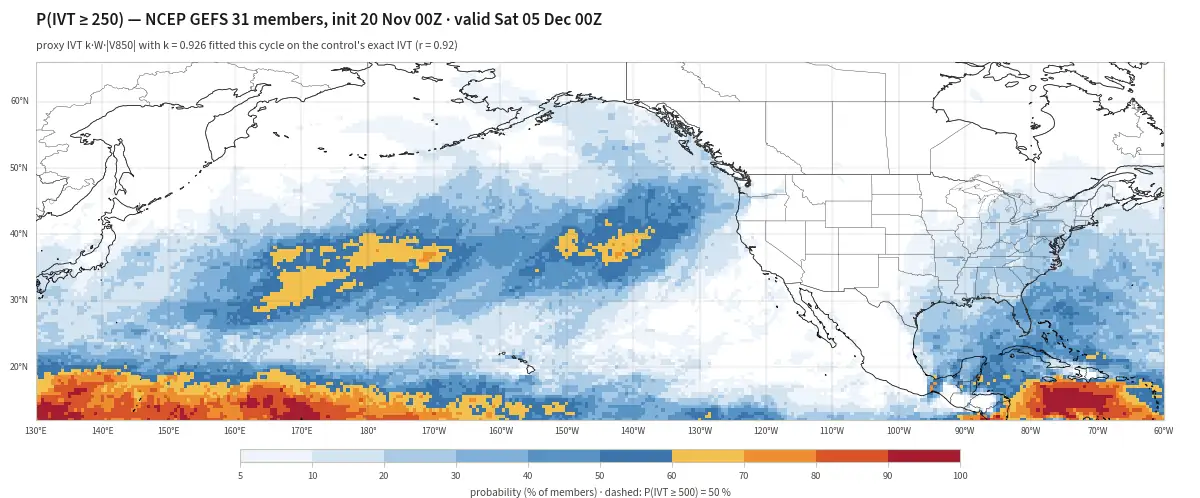 P(IVT ≥ 250) — NCEP GEFS 31 members, init 20 Nov 00Z · valid Sat 05 Dec 00Z
proxy IVT k·W·|V850| with k = 0.926 fitted this cycle on the control's exact IVT (r = 0.92)
60°N
50°N
40°N
30°N
20°N
130°E 140°E 150°E 160°E 170°E 180° 170°W 160°W 150°W 140°W 130°W 120°W 110°W 100°W 90°W 80°W 70°W 60°W
5 10 20 30 40 50 60 70 80 90 100
probability (% of members) · dashed: P(IVT ≥ 500) = 50 %